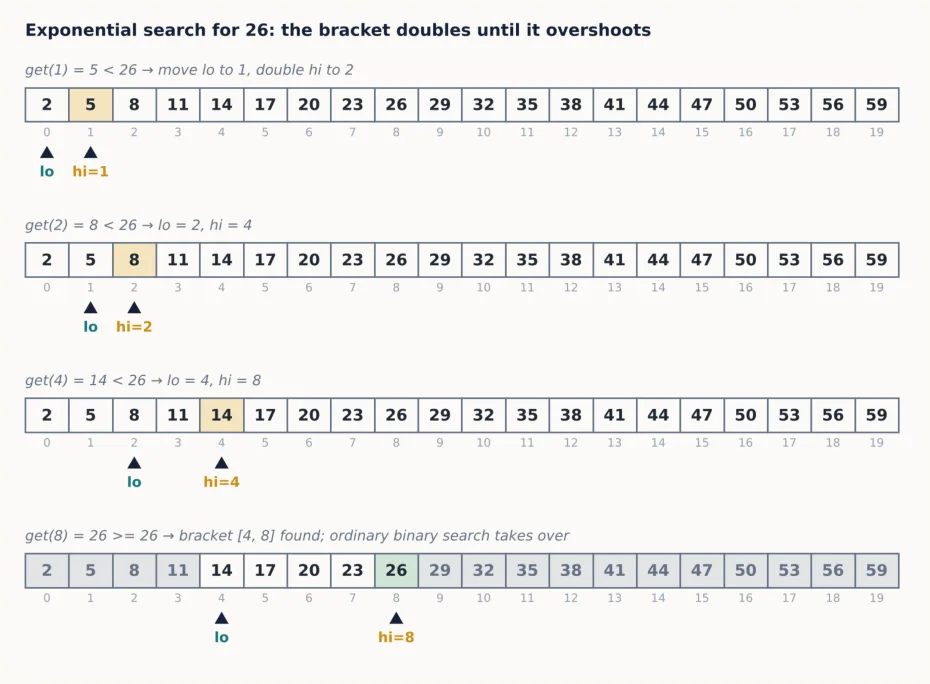 Exponential search for 26: the bracket doubles until it overshoots
get(1) = 5 < 26 → move lo to 1, double hi to 2
2 5 8 11 14 17 20 23 26 29 32 35 38 41 44 47 50 53 56 59
0 1 2 3 4 5 6 7 8 9 10 11 12 13 14 15 16 17 18 19
lo hi=1
get(2) = 8 < 26 → lo = 2, hi = 4
2 5 8 11 14 17 20 23 26 29 32 35 38 41 44 47 50 53 56 59
0 1 2 3 4 5 6 7 8 9 10 11 12 13 14 15 16 17 18 19
lo hi=2
get(4) = 14 < 26 → lo = 4, hi = 8
2 5 8 11 14 17 20 23 26 29 32 35 38 41 44 47 50 53 56 59
0 1 2 3 4 5 6 7 8 9 10 11 12 13 14 15 16 17 18 19
lo hi=4
get(8) = 26 >= 26 → bracket [4, 8] found; ordinary binary search takes over
2 5 8 11 14 17 20 23 26 29 32 35 38 41 44 47 50 53 56 59
0 1 2 3 4 5 6 7 8 9 10 11 12 13 14 15 16 17 18 19
lo hi=8